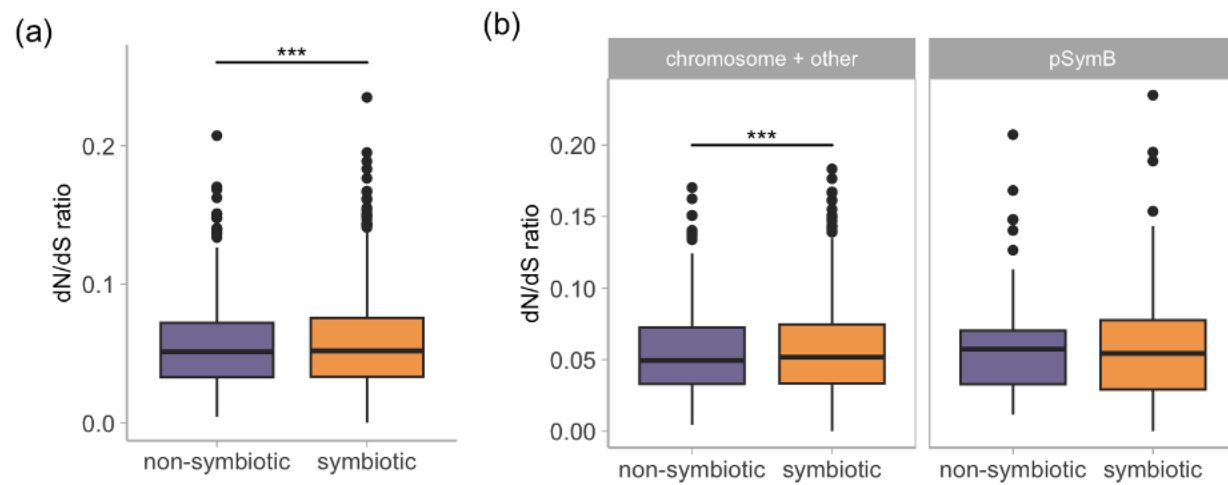 (a)
***
0.2
0.1
0.0
dN/dS ratio
non-symbiotic symbiotic
(b)
chromosome + other pSymB
***
0.20
0.15
0.10
0.05
0.00
dN/dS ratio
non-symbiotic symbiotic non-symbiotic symbiotic